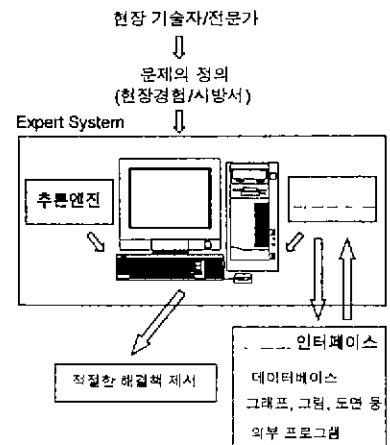 현장 기술자/전문가
문제의 정의
(현장경험/시방서)
Expert System
추론엔진
인터페이스
적절한 해결책 제시
데이터베이스
그래프, 그림, 도면 등
외부 프로그램